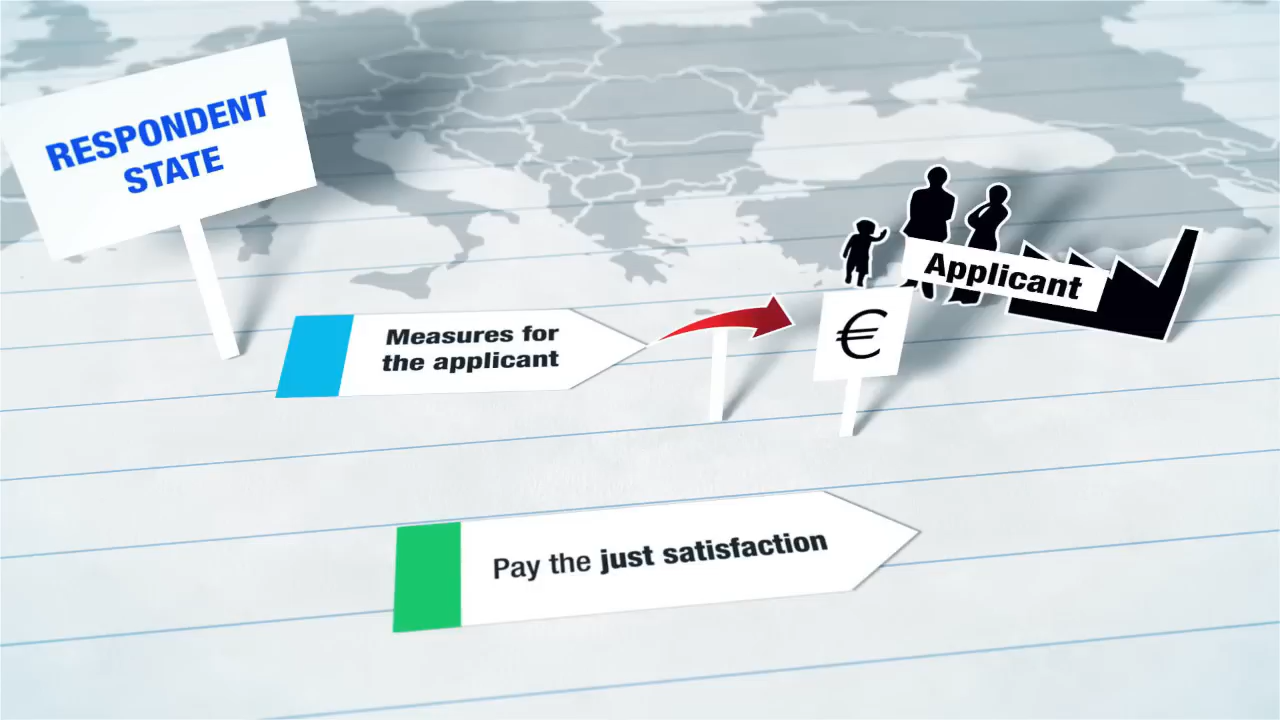 RESPONDENT
STATE
Applicant
Measures for
the applicant
€
Pay the just satisfaction